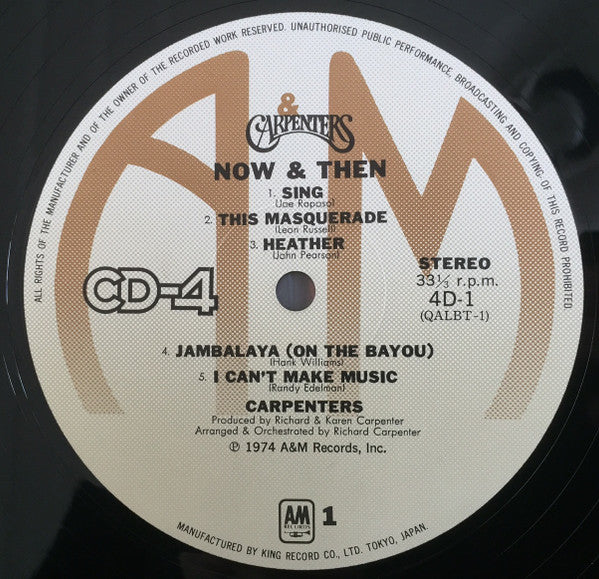 ALL RIGHTS OF THE MANUFACTURER AND OF THE OWNER OF THE RECORDED WORK RESERVED. UNAUTHORISED PUBLIC PERFORMANCE, BROADCASTING AND COPYING OF THIS RECORD PROHIBITED
A&M
CARPENTERS
NOW & THEN
1. SING
(Joe Raposo)
2. THIS MASQUERADE
(Leon Russell)
3. HEATHER
(John Pearson)
CD-4
STEREO
33⅓ r.p.m.
4D-1
(QALBT-1)
4. JAMBALAYA (ON THE BAYOU)
(Hank Williams)
5. I CAN'T MAKE MUSIC
(Randy Edelman)
CARPENTERS
Produced by Richard & Karen Carpenter
Arranged & Orchestrated by Richard Carpenter
℗ 1974 A&M Records, Inc.
AM
RECORDS
1
MANUFACTURED BY KING RECORD CO., LTD. TOKYO, JAPAN.